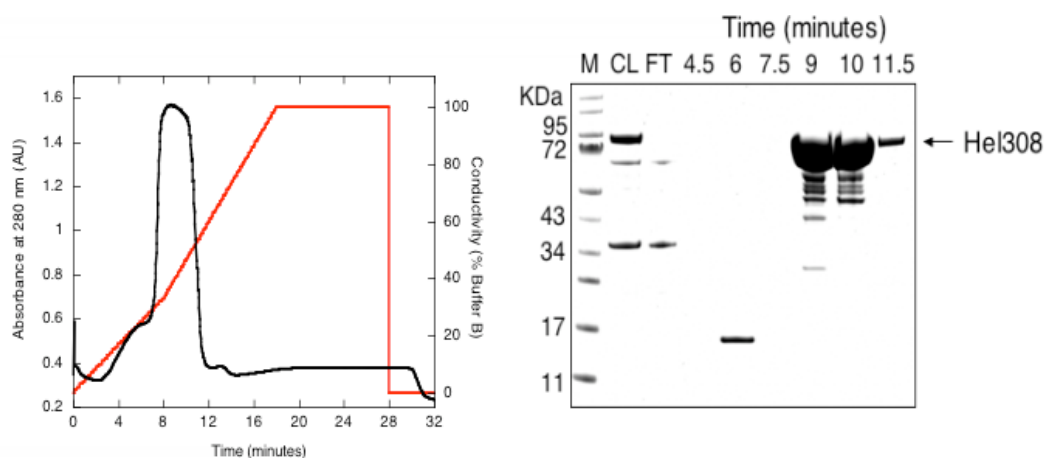 Absorbance at 280 nm (AU)
1.6
1.4
1.2
1
0.8
0.6
0.4
0.2
100
80
60
40
20
0
Conductivity (% Buffer B)
0 4 8 12 16 20 24 28 32
Time (minutes)
Time (minutes)
M CL FT 4.5 6 7.5 9 10 11.5
KDa
95
72
43
34
17
11
Hel308